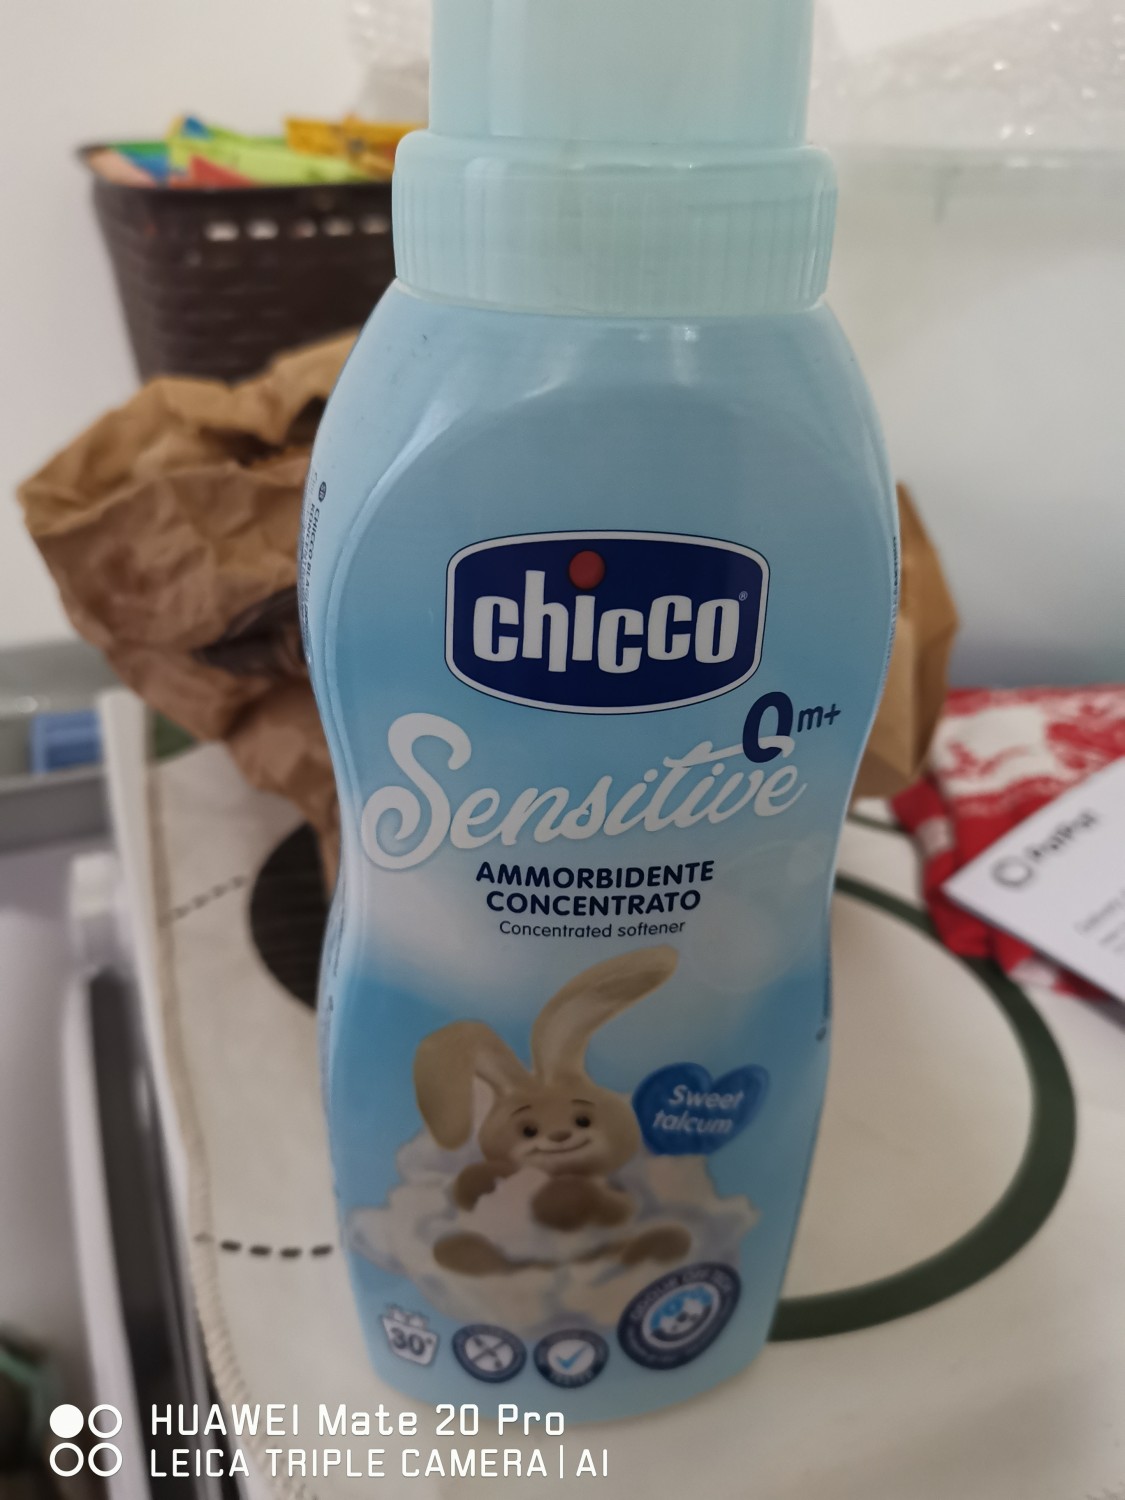 chicco®
0m+
Sensitive
AMMORBIDENTE
CONCENTRATO
Concentrated softener
Sweet
talcum
30°
HUAWEI Mate 20 Pro
LEICA TRIPLE CAMERA | AI